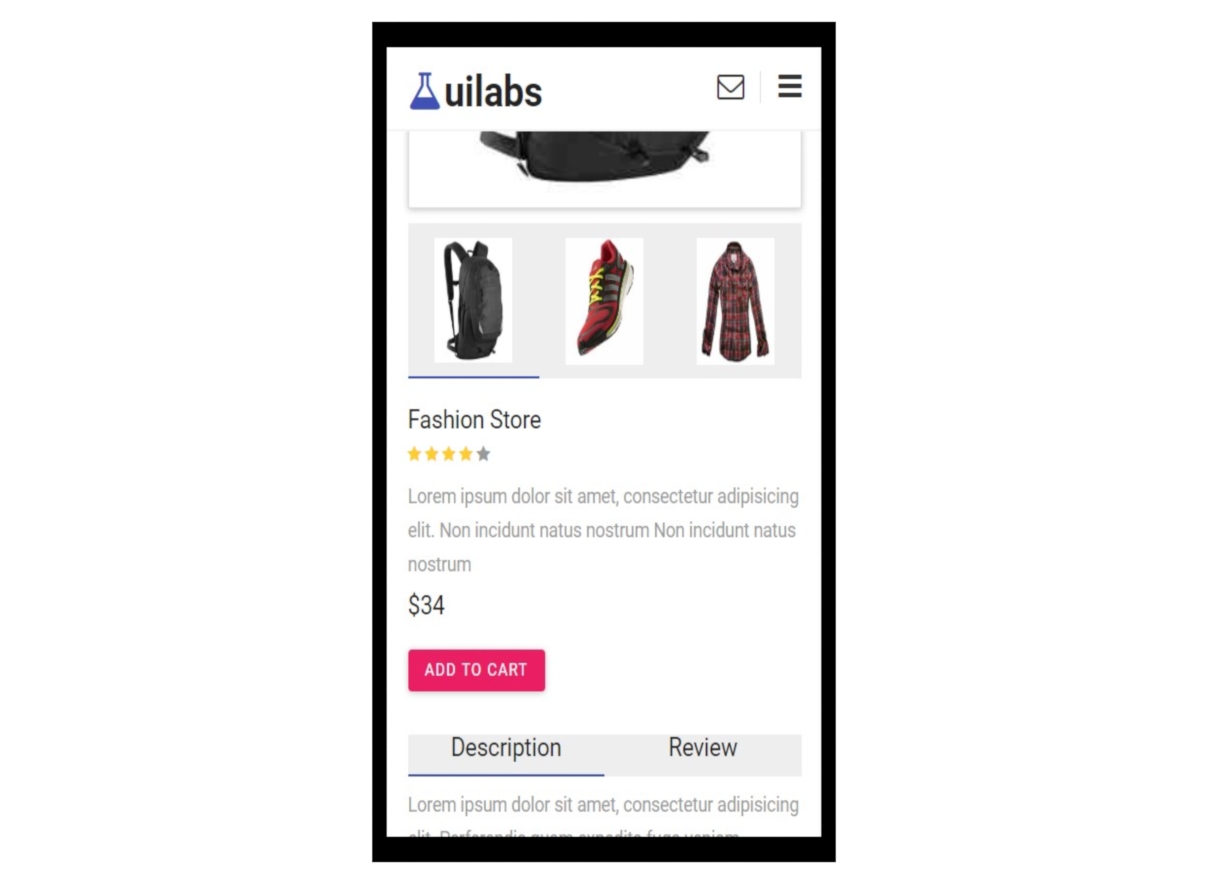 uilabs
Fashion Store
Lorem ipsum dolor sit amet, consectetur adipisicing
elit. Non incidunt natus nostrum Non incidunt natus
nostrum
$34
ADD TO CART
Description Review
Lorem ipsum dolor sit amet, consectetur adipisicing